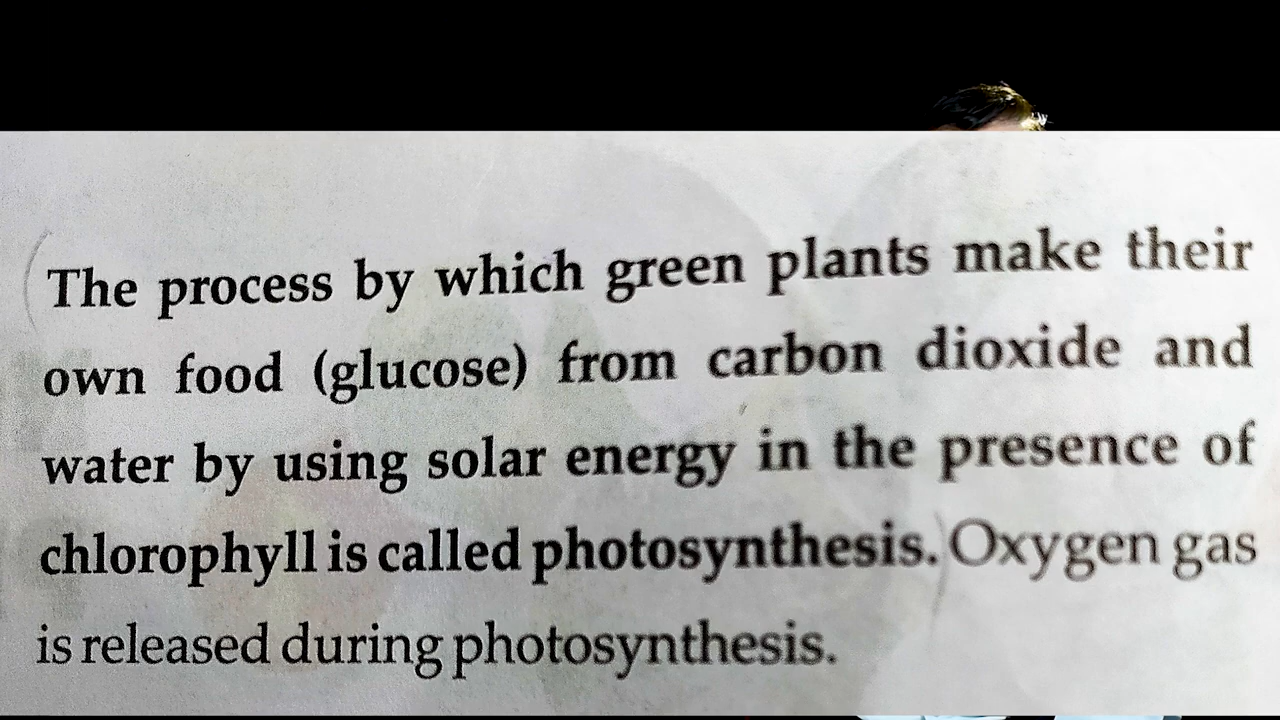 The process by which green plants make their
own food (glucose) from carbon dioxide and
water by using solar energy in the presence of
chlorophyll is called photosynthesis. Oxygen gas
is released during photosynthesis.